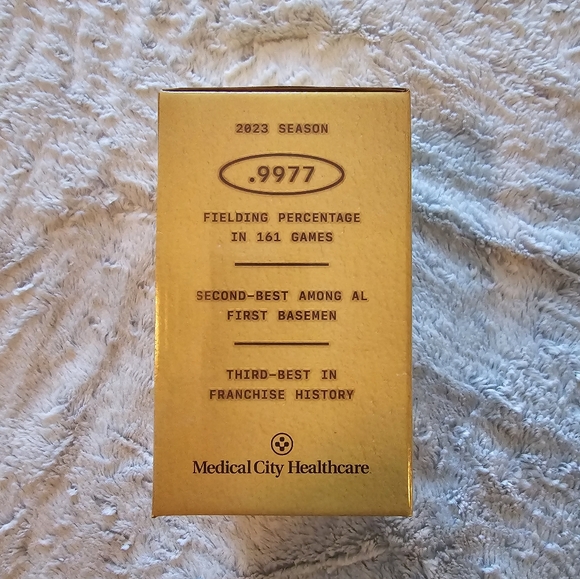 2023 SEASON
.9977
FIELDING PERCENTAGE
IN 161 GAMES
SECOND-BEST AMONG AL
FIRST BASEMEN
THIRD-BEST IN
FRANCHISE HISTORY
Medical City Healthcare